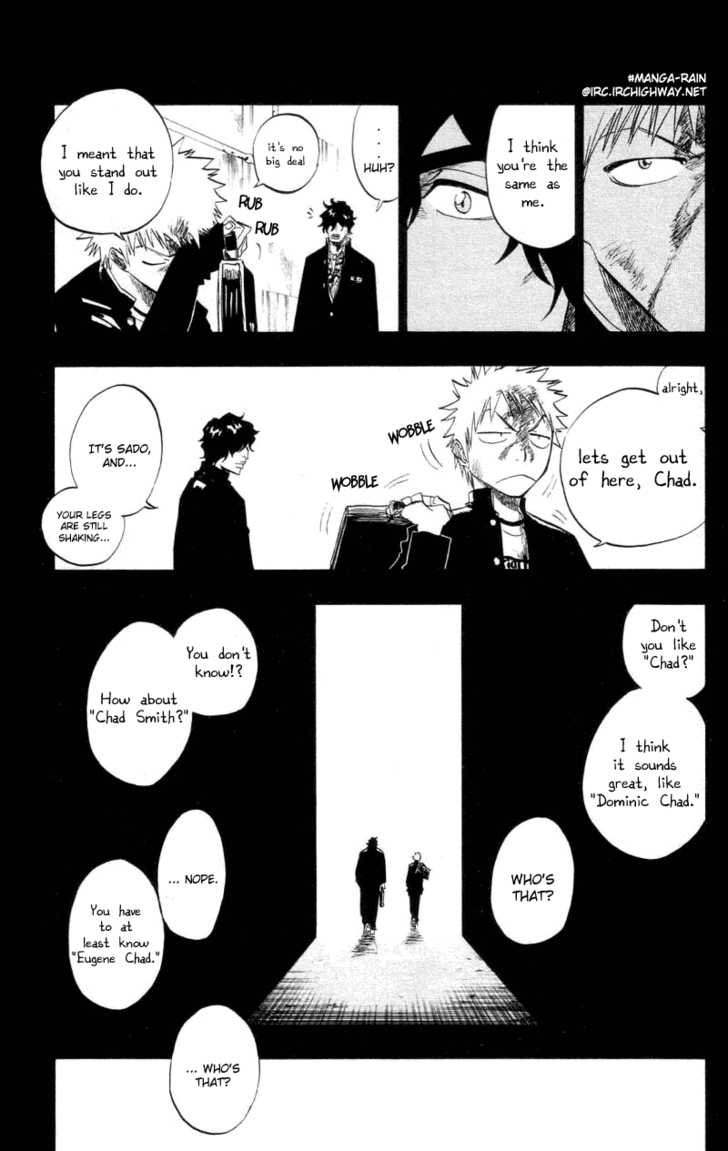 #MANGA-RAIN
@IRC.IRCHIGHWAY.NET
I think
you're the
same as
me.
...
HUH?
it's no
big deal
RUB
RUB
I meant that
you stand out
like I do.
alright,
lets get out
of here, Chad.
WOBBLE
WOBBLE
IT'S SADO,
AND...
YOUR LEGS
ARE STILL
SHAKING...
Don't
you like
"Chad?"
I think
it sounds
great, like
"Dominic Chad."
WHO'S
THAT?
You don't
know!?
How about
"Chad Smith?"
... NOPE.
You have
to at
least know
"Eugene Chad."
... WHO'S
THAT?